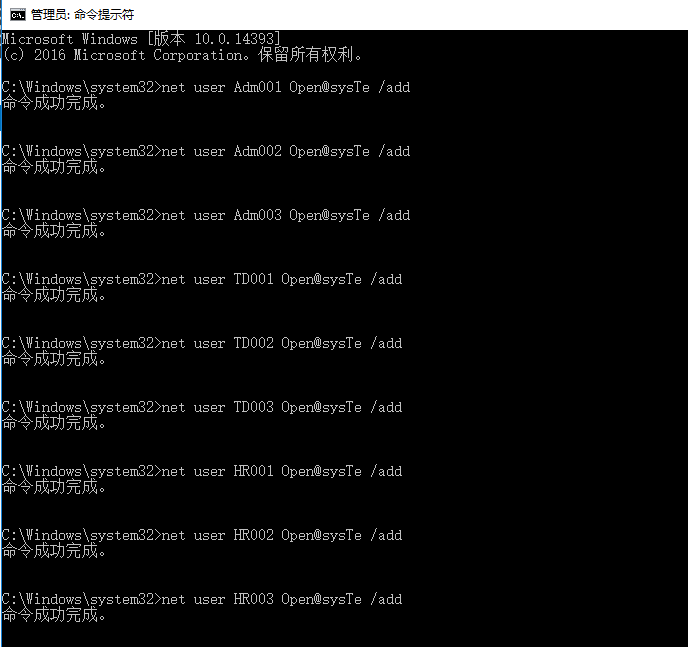 管理员: 命令提示符
Microsoft Windows [版本 10.0.14393]
(c) 2016 Microsoft Corporation。保留所有权利。
C:\Windows\system32>net user Adm001 Open@sysTe /add
命令成功完成。
C:\Windows\system32>net user Adm002 Open@sysTe /add
命令成功完成。
C:\Windows\system32>net user Adm003 Open@sysTe /add
命令成功完成。
C:\Windows\system32>net user TD001 Open@sysTe /add
命令成功完成。
C:\Windows\system32>net user TD002 Open@sysTe /add
命令成功完成。
C:\Windows\system32>net user TD003 Open@sysTe /add
命令成功完成。
C:\Windows\system32>net user HR001 Open@sysTe /add
命令成功完成。
C:\Windows\system32>net user HR002 Open@sysTe /add
命令成功完成。
C:\Windows\system32>net user HR003 Open@sysTe /add
命令成功完成。